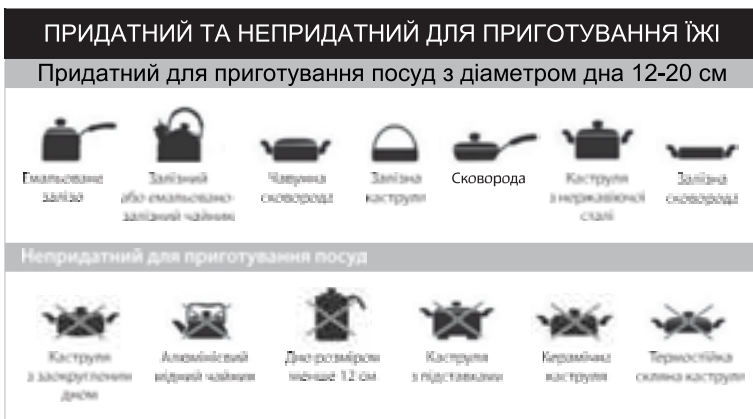 ПРИДАТНИЙ ТА НЕПРИДАТНИЙ ДЛЯ ПРИГОТУВАННЯ ЇЖІ
Придатний для приготування посуд з діаметром дна 12-20 см
Емальоване
залізо
Залізний
або емальовано-
залізний чайник
Чавунна
сковорода
Залізна
каструля
Сковорода
Каструля
з нержавіючої
сталі
Залізна
сковорода
Непридатний для приготування посуд
Каструля
з заокругленим
дном
Алюмінієвий
мідний чайник
Дно розміром
менше 12 см
Каструля
з підставками
Керамічна
каструля
Термостійка
скляна каструля